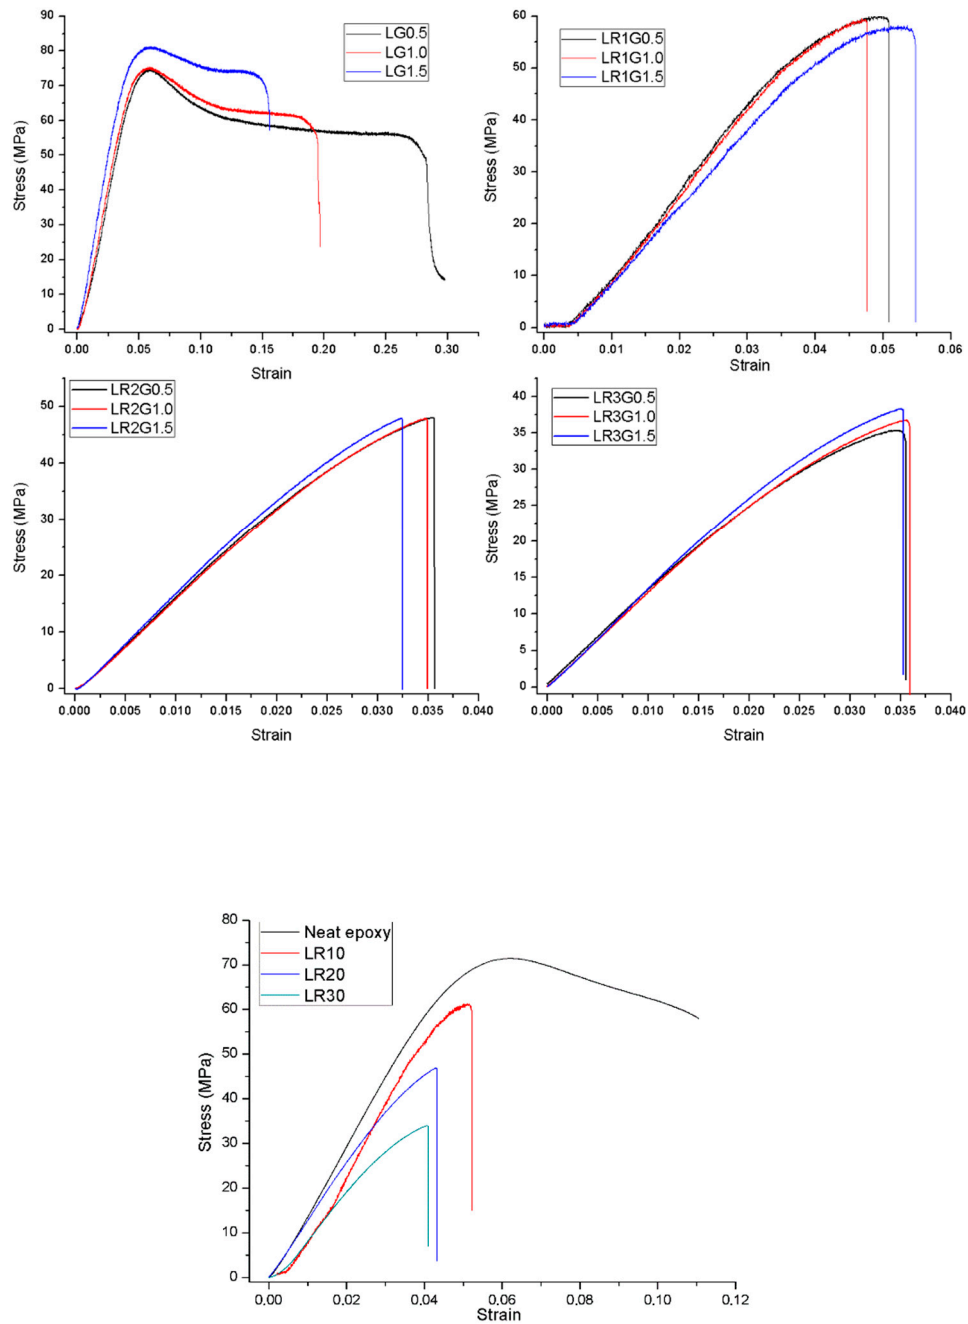 LG0.5
LG1.0
LG1.5
Stress (MPa)
90
80
70
60
50
40
30
20
10
0
0.00 0.05 0.10 0.15 0.20 0.25 0.30
Strain
LR1G0.5
LR1G1.0
LR1G1.5
Stress (MPa)
60
50
40
30
20
10
0
0.00 0.01 0.02 0.03 0.04 0.05 0.06
Strain
LR2G0.5
LR2G1.0
LR2G1.5
Stress (MPa)
50
40
30
20
10
0
0.000 0.005 0.010 0.015 0.020 0.025 0.030 0.035 0.040
Strain
LR3G0.5
LR3G1.0
LR3G1.5
Stress (MPa)
40
35
30
25
20
15
10
5
0
0.000 0.005 0.010 0.015 0.020 0.025 0.030 0.035 0.040
Strain
Neat epoxy
LR10
LR20
LR30
Stress (MPa)
80
70
60
50
40
30
20
10
0
0.00 0.02 0.04 0.06 0.08 0.10 0.12
Strain